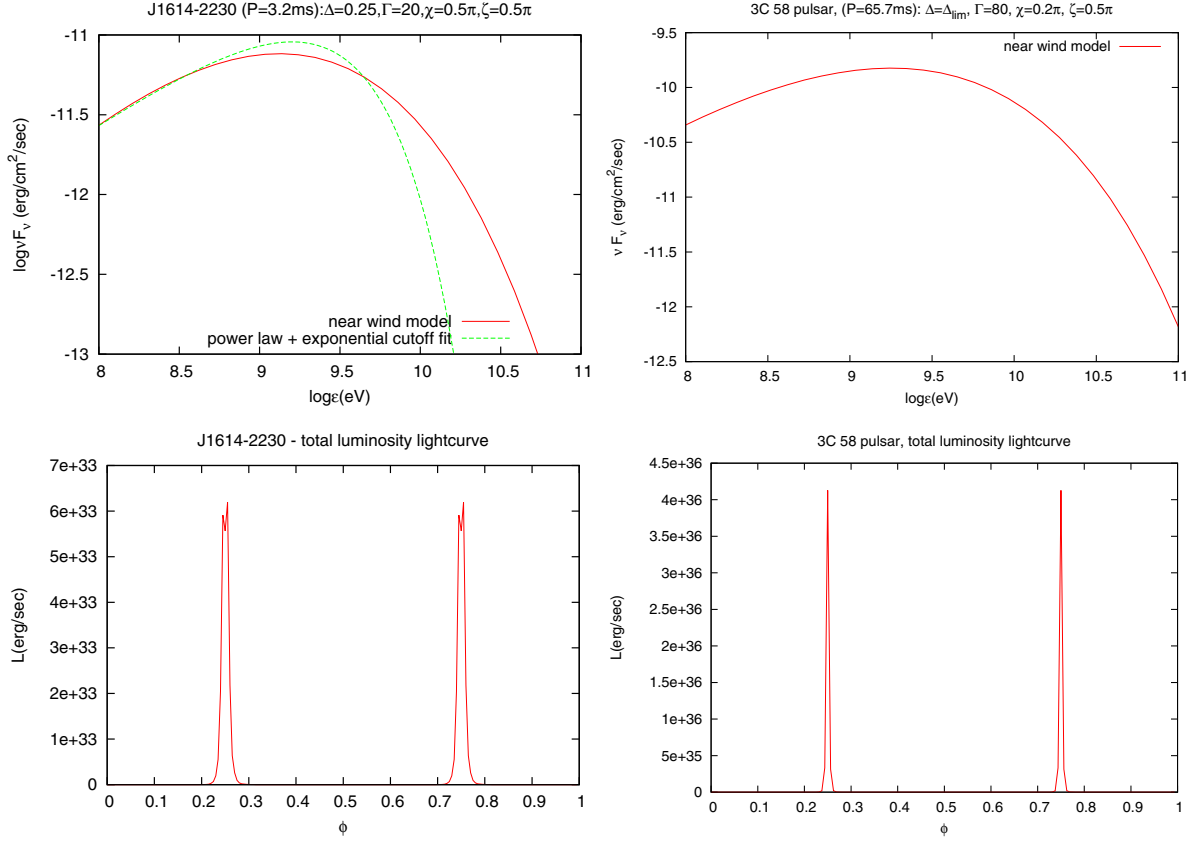 J1614-2230 (P=3.2ms):Δ=0.25,Γ=20,χ=0.5π,ζ=0.5π
-11
-11.5
-12
-12.5
-13
logνFν (erg/cm²/sec)
near wind model
power law + exponential cutoff fit
8 8.5 9 9.5 10 10.5 11
logε(eV)
3C 58 pulsar, (P=65.7ms): Δ=Δlim, Γ=80, χ=0.2π, ζ=0.5π
-9.5
-10
-10.5
-11
-11.5
-12
-12.5
ν Fν (erg/cm²/sec)
near wind model
8 8.5 9 9.5 10 10.5 11
logε(eV)
J1614-2230 - total luminosity lightcurve
7e+33
6e+33
5e+33
4e+33
3e+33
2e+33
1e+33
0
L(erg/sec)
0 0.1 0.2 0.3 0.4 0.5 0.6 0.7 0.8 0.9 1
ϕ
3C 58 pulsar, total luminosity lightcurve
4.5e+36
4e+36
3.5e+36
3e+36
2.5e+36
2e+36
1.5e+36
1e+36
5e+35
0
L(erg/sec)
0 0.1 0.2 0.3 0.4 0.5 0.6 0.7 0.8 0.9 1
ϕ